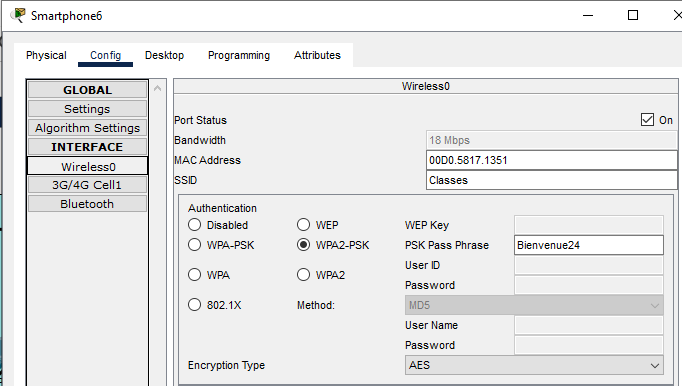 Smartphone6
Physical Config Desktop Programming Attributes
GLOBAL
Settings
Algorithm Settings
INTERFACE
Wireless0
3G/4G Cell1
Bluetooth
Wireless0
Port Status On
Bandwidth 18 Mbps
MAC Address 00D0.5817.1351
SSID Classes
Authentication
Disabled WEP WEP Key
WPA-PSK WPA2-PSK PSK Pass Phrase Bienvenue24
User ID
WPA WPA2
Password
802.1X Method: MD5
User Name
Password
Encryption Type AES